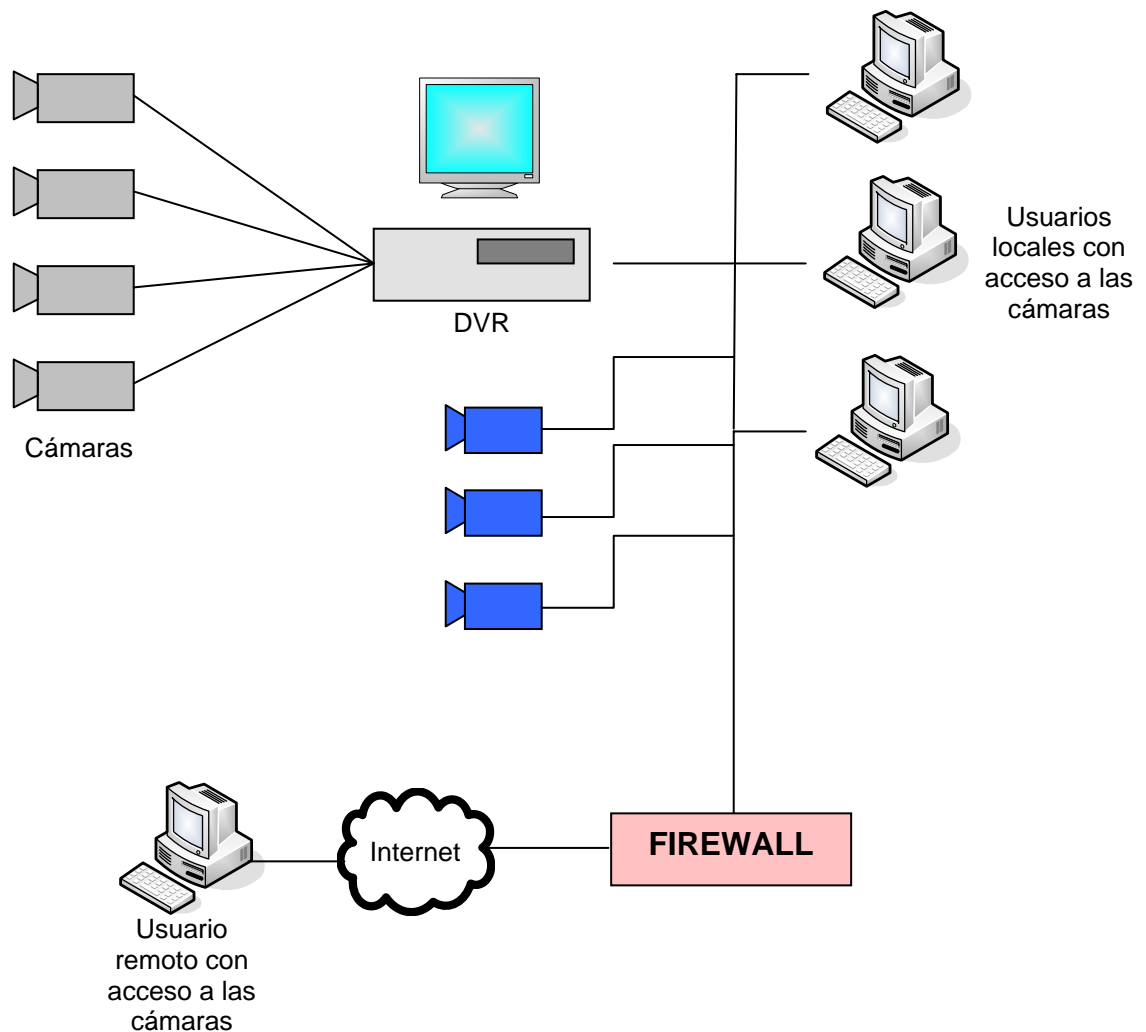 Usuarios
locales con
acceso a las
cámaras
DVR
Cámaras
Internet
FIREWALL
Usuario
remoto con
acceso a las
cámaras